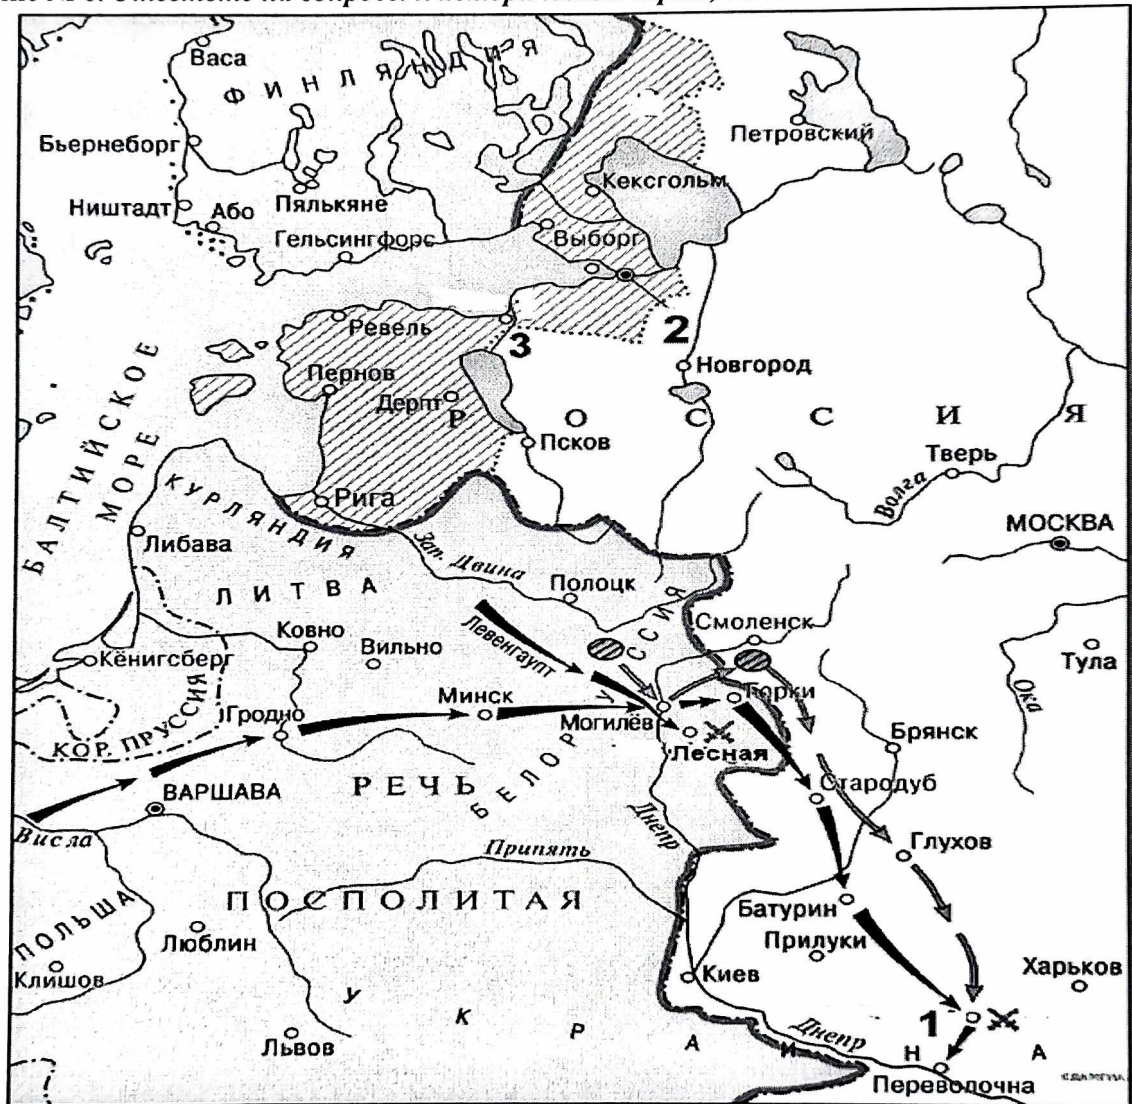 Васа
ФИНЛЯНДИЯ
Петровский
Бьернеборг
Кексгольм
Ништадт
Або
Пялькяне
Гельсингфорс
Выборг
2
Ревель
3
Новгород
Пернов
Дерпт
РОССИЯ
Псков
Тверь
Волга
БАЛТИЙСКОЕ
МОРЕ
КУРЛЯНДИЯ
Рига
МОСКВА
Либава
Зап. Двина
ЛИТВА
Полоцк
Смоленск
Ковно
Вильно
Левенгаупт
Тула
Кёнигсберг
Ока
Минск
Горки
Гродно
Могилёв
КОР. ПРУССИЯ
Лесная
Брянск
БЕЛОРУССИЯ
РЕЧЬ
ВАРШАВА
Стародуб
Висла
Днепр
Глухов
Припять
ПОСПОЛИТАЯ
Батурин
ПОЛЬША
Люблин
Прилуки
Клишов
Киев
Харьков
УКРАИНА
1
Днепр
Львов
Переволочна